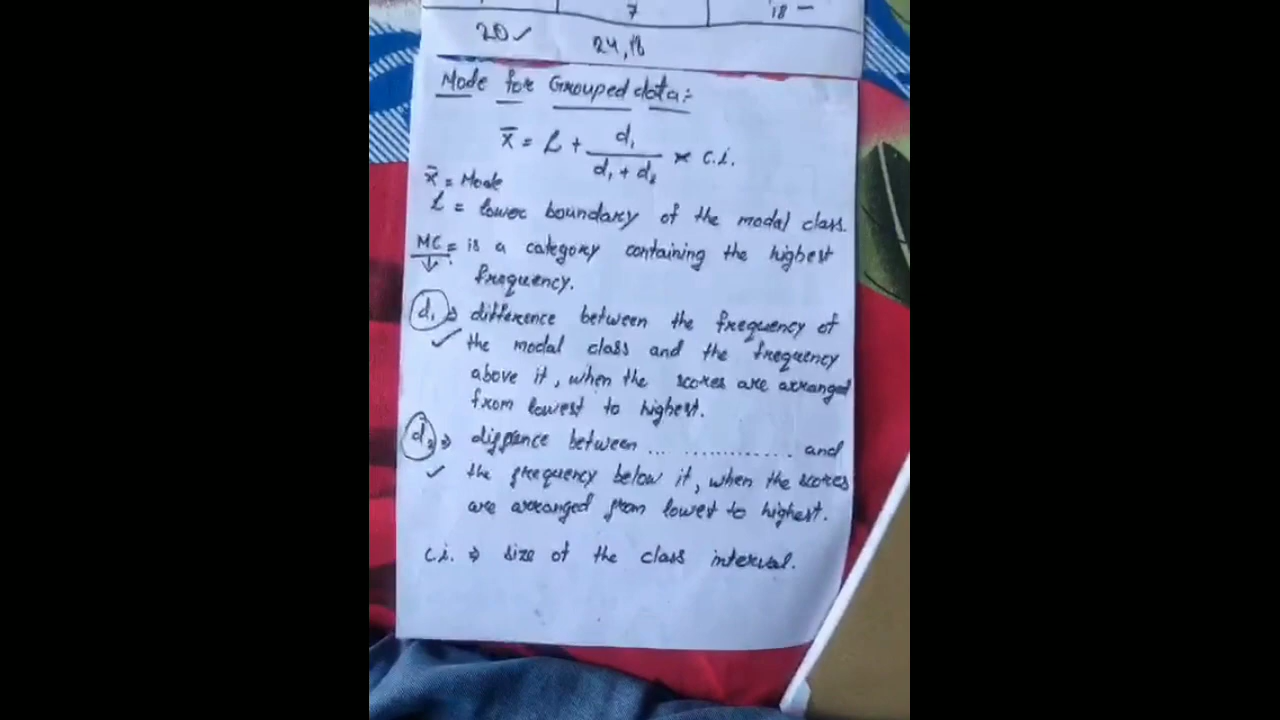 7 18 —
20✓ 24,18
Mode for Grouped data:-
x̄ = L + d₁ / (d₁ + d₂) × c.i.
x̄ = Mode
L = lower boundary of the modal class.
MC = is a category containing the highest
frequency.
d₁ ⇒ difference between the frequency of
✓ the modal class and the frequency
above it, when the scores are arranged
from lowest to highest.
d₂ ⇒ between ... .............. and
✓ the frequency below it, when the scores
are arranged from lowest to highest.
c.i. ⇒ size of the class interval.